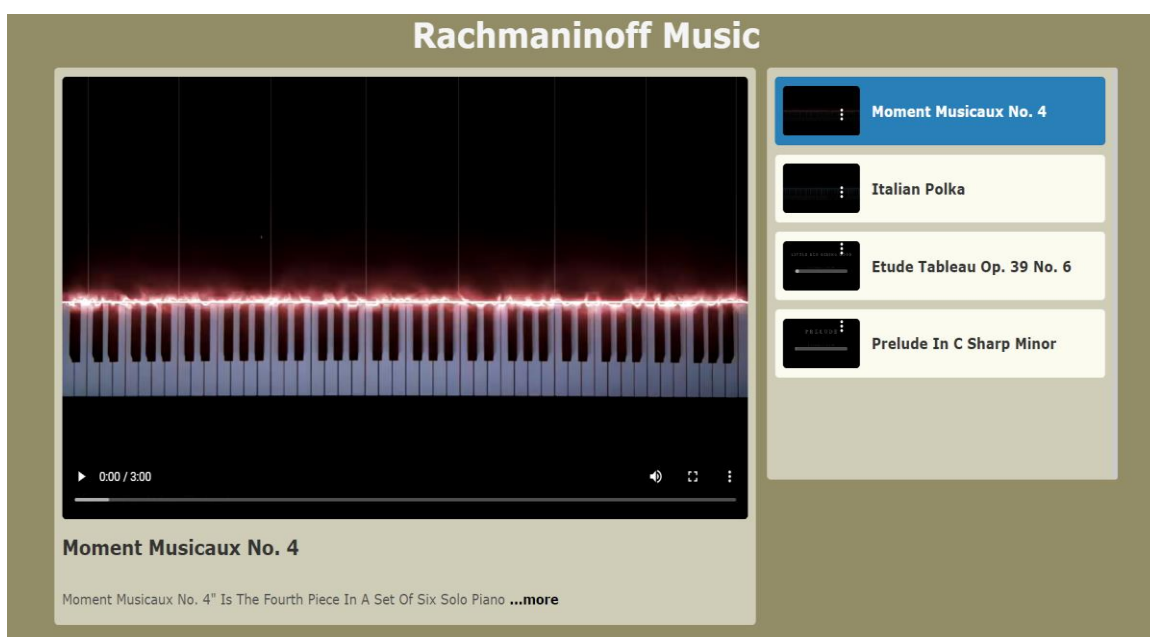 Rachmaninoff Music
Moment Musicaux No. 4
Italian Polka
Etude Tableau Op. 39 No. 6
PRELUDE
Prelude In C Sharp Minor
0:00 / 3:00
Moment Musicaux No. 4
Moment Musicaux No. 4" Is The Fourth Piece In A Set Of Six Solo Piano ...more